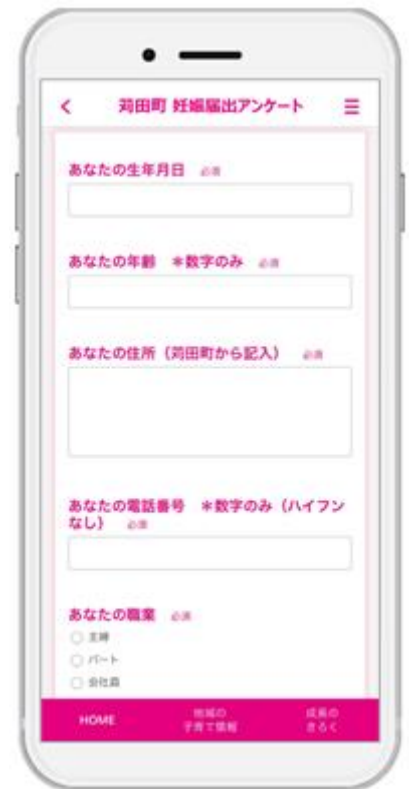 苅田町 妊娠届出アンケート
あなたの生年月日 必須
あなたの年齢 *数字のみ 必須
あなたの住所（苅田町から記入） 必須
あなたの電話番号 *数字のみ（ハイフン
なし） 必須
あなたの職業 必須
主婦
パート
会社員
HOME
地域の
子育て情報
成長の
きろく